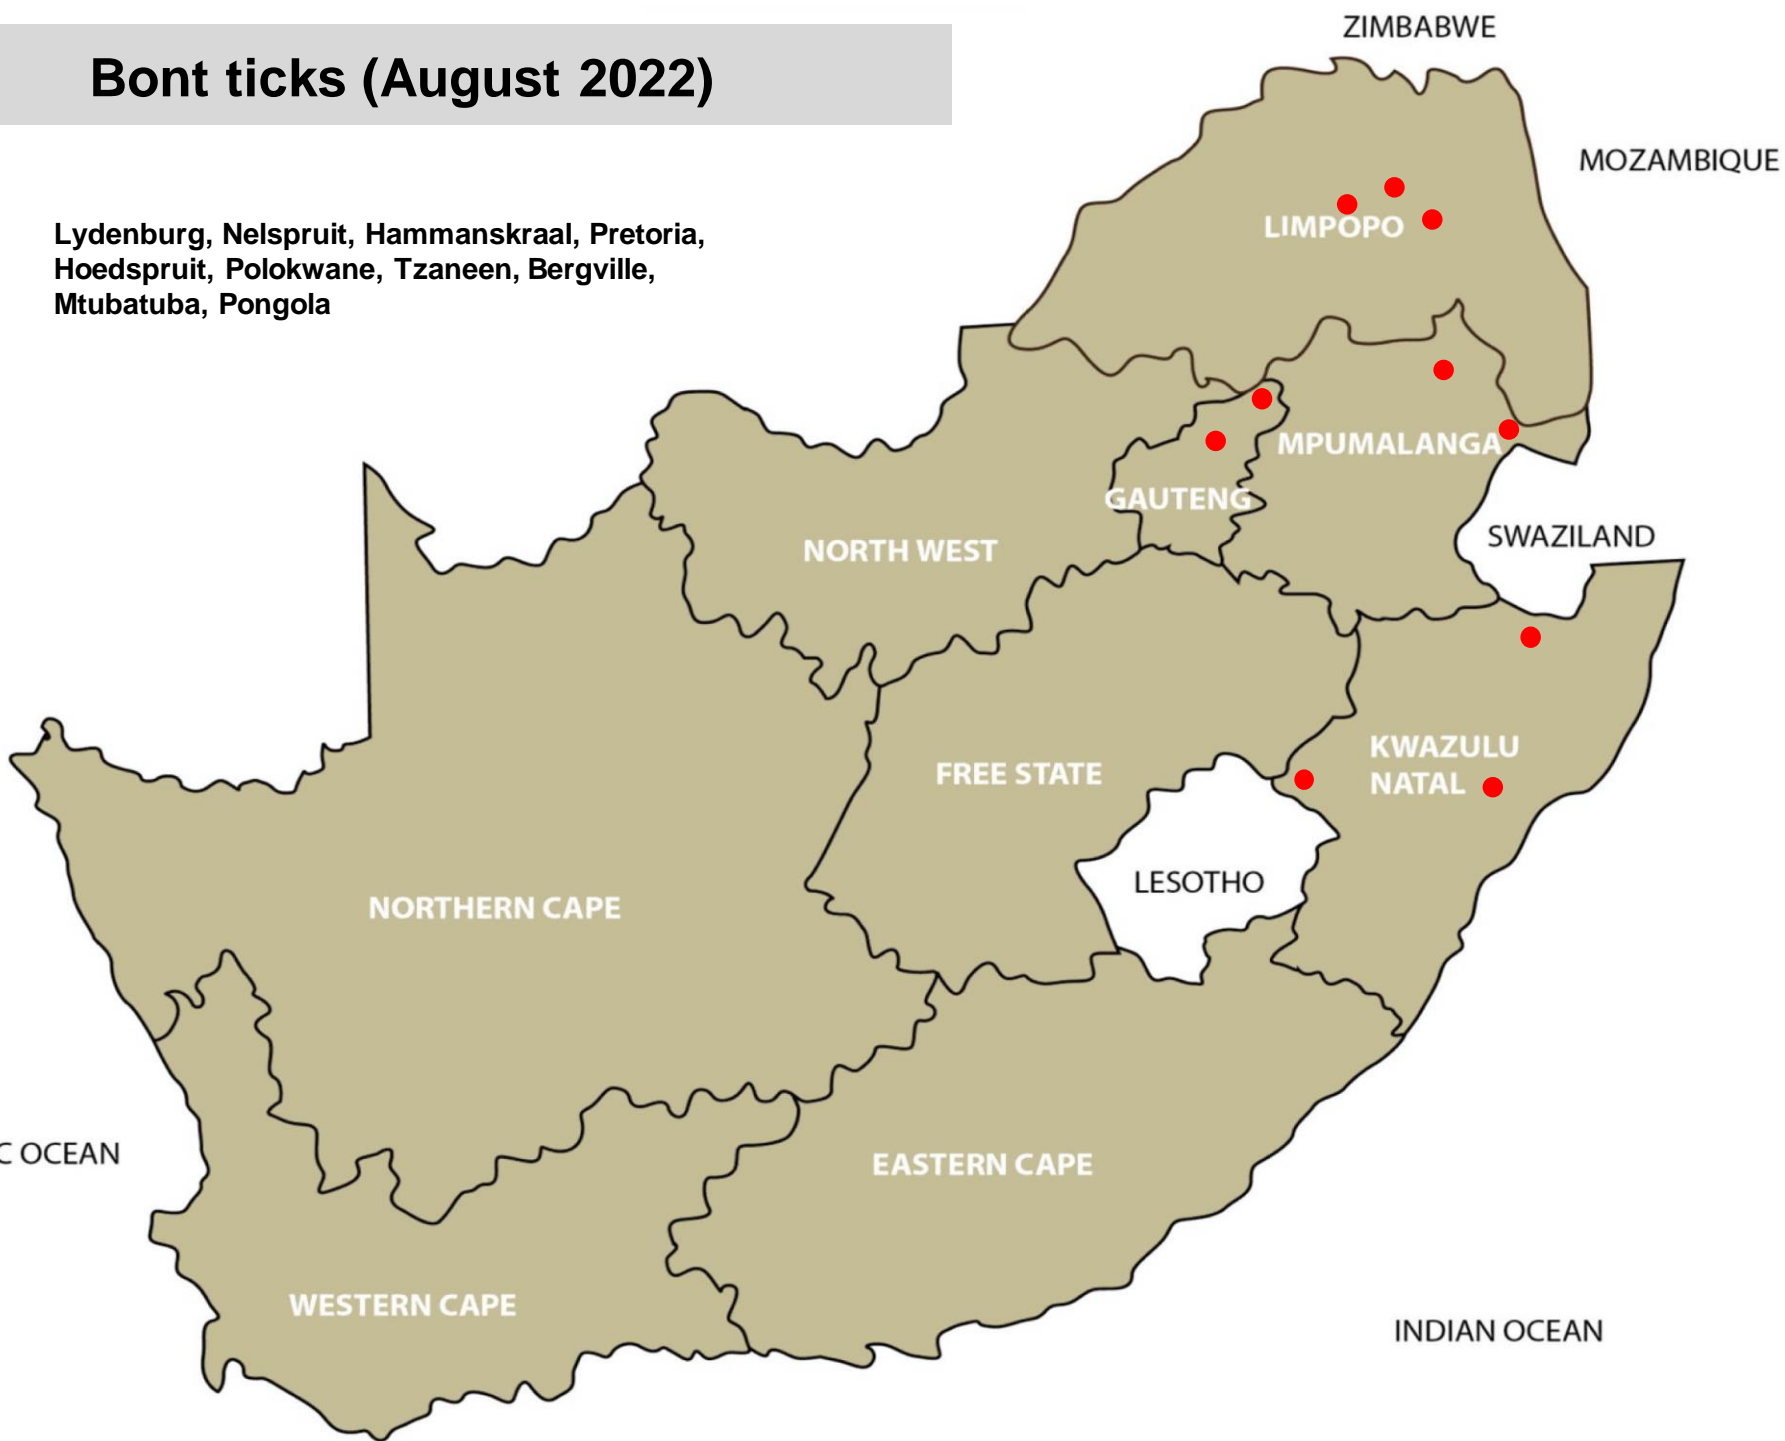 Bont ticks (August 2022)
Lydenburg, Nelspruit, Hammanskraal, Pretoria,
Hoedspruit, Polokwane, Tzaneen, Bergville,
Mtubatuba, Pongola
ZIMBABWE
MOZAMBIQUE
LIMPOPO
MPUMALANGA
GAUTENG
SWAZILAND
NORTH WEST
KWAZULU
NATAL
FREE STATE
LESOTHO
NORTHERN CAPE
C OCEAN
EASTERN CAPE
WESTERN CAPE
INDIAN OCEAN